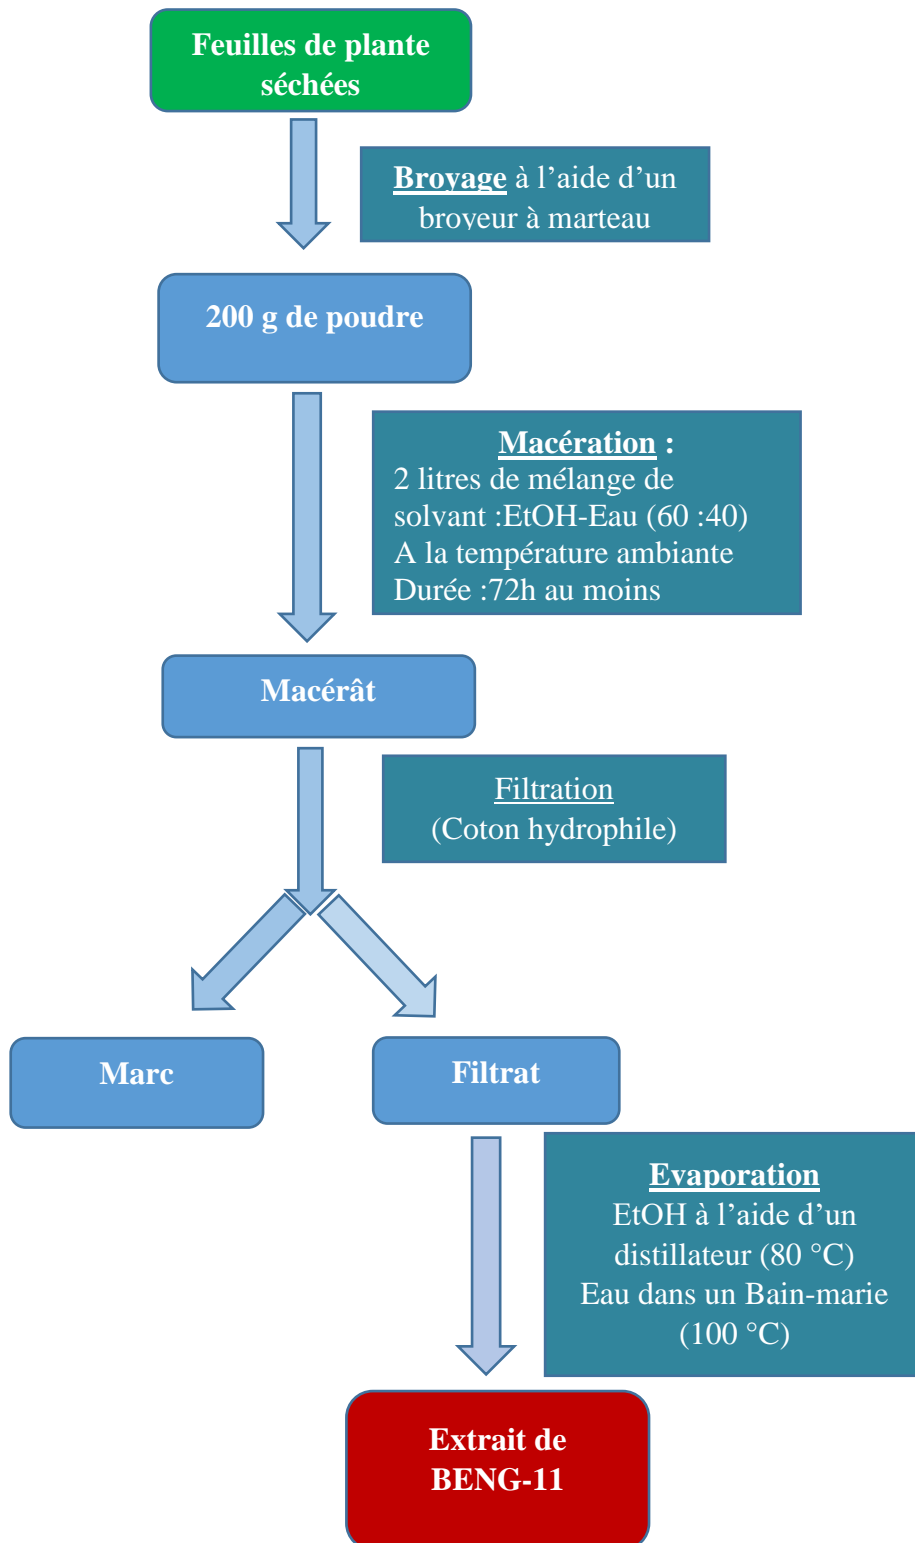 Feuilles de plante
séchées
Broyage à l’aide d’un
broyeur à marteau
200 g de poudre
Macération :
2 litres de mélange de
solvant :EtOH-Eau (60 :40)
A la température ambiante
Durée :72h au moins
Macérât
Filtration
(Coton hydrophile)
Marc
Filtrat
Evaporation
EtOH à l’aide d’un
distillateur (80 °C)
Eau dans un Bain-marie
(100 °C)
Extrait de
BENG-11